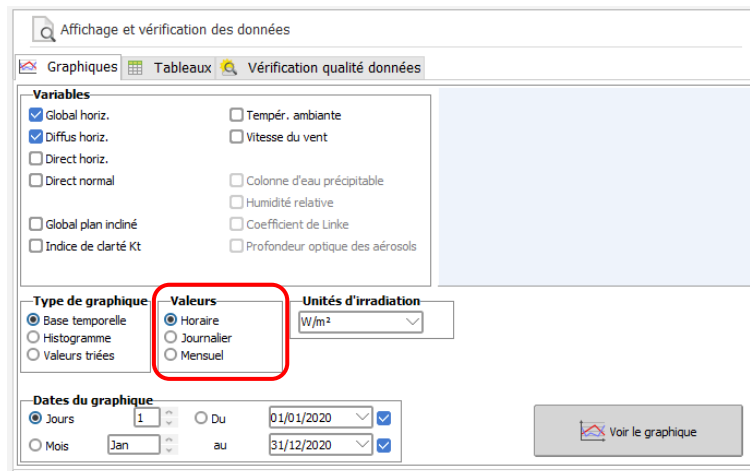 Affichage et vérification des données
Graphiques Tableaux Vérification qualité données
Variables
Global horiz. Tempér. ambiante
Diffus horiz. Vitesse du vent
Direct horiz.
Direct normal Colonne d'eau précipitable
Humidité relative
Global plan incliné Coefficient de Linke
Indice de clarté Kt Profondeur optique des aérosols
Type de graphique Valeurs Unités d'irradiation
Base temporelle Horaire W/m²
Histogramme Journalier
Valeurs triées Mensuel
Dates du graphique
Jours 1 Du 01/01/2020
Mois Jan au 31/12/2020
Voir le graphique